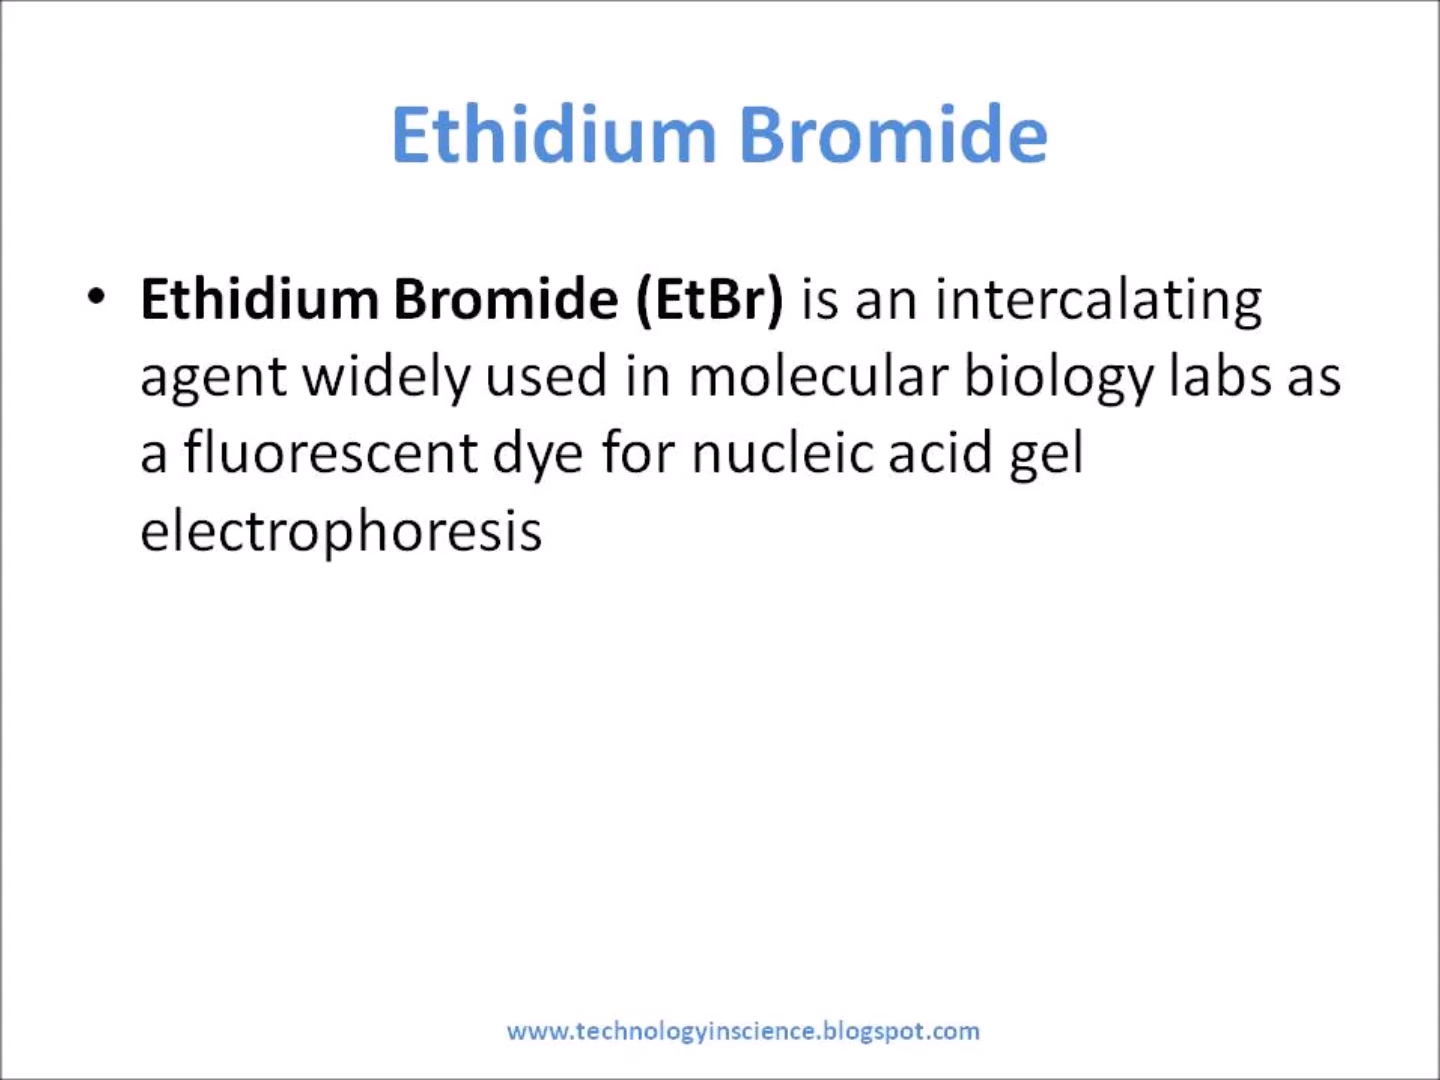 Ethidium Bromide
• Ethidium Bromide (EtBr) is an intercalating
agent widely used in molecular biology labs as
a fluorescent dye for nucleic acid gel
electrophoresis
www.technologyinscience.blogspot.com